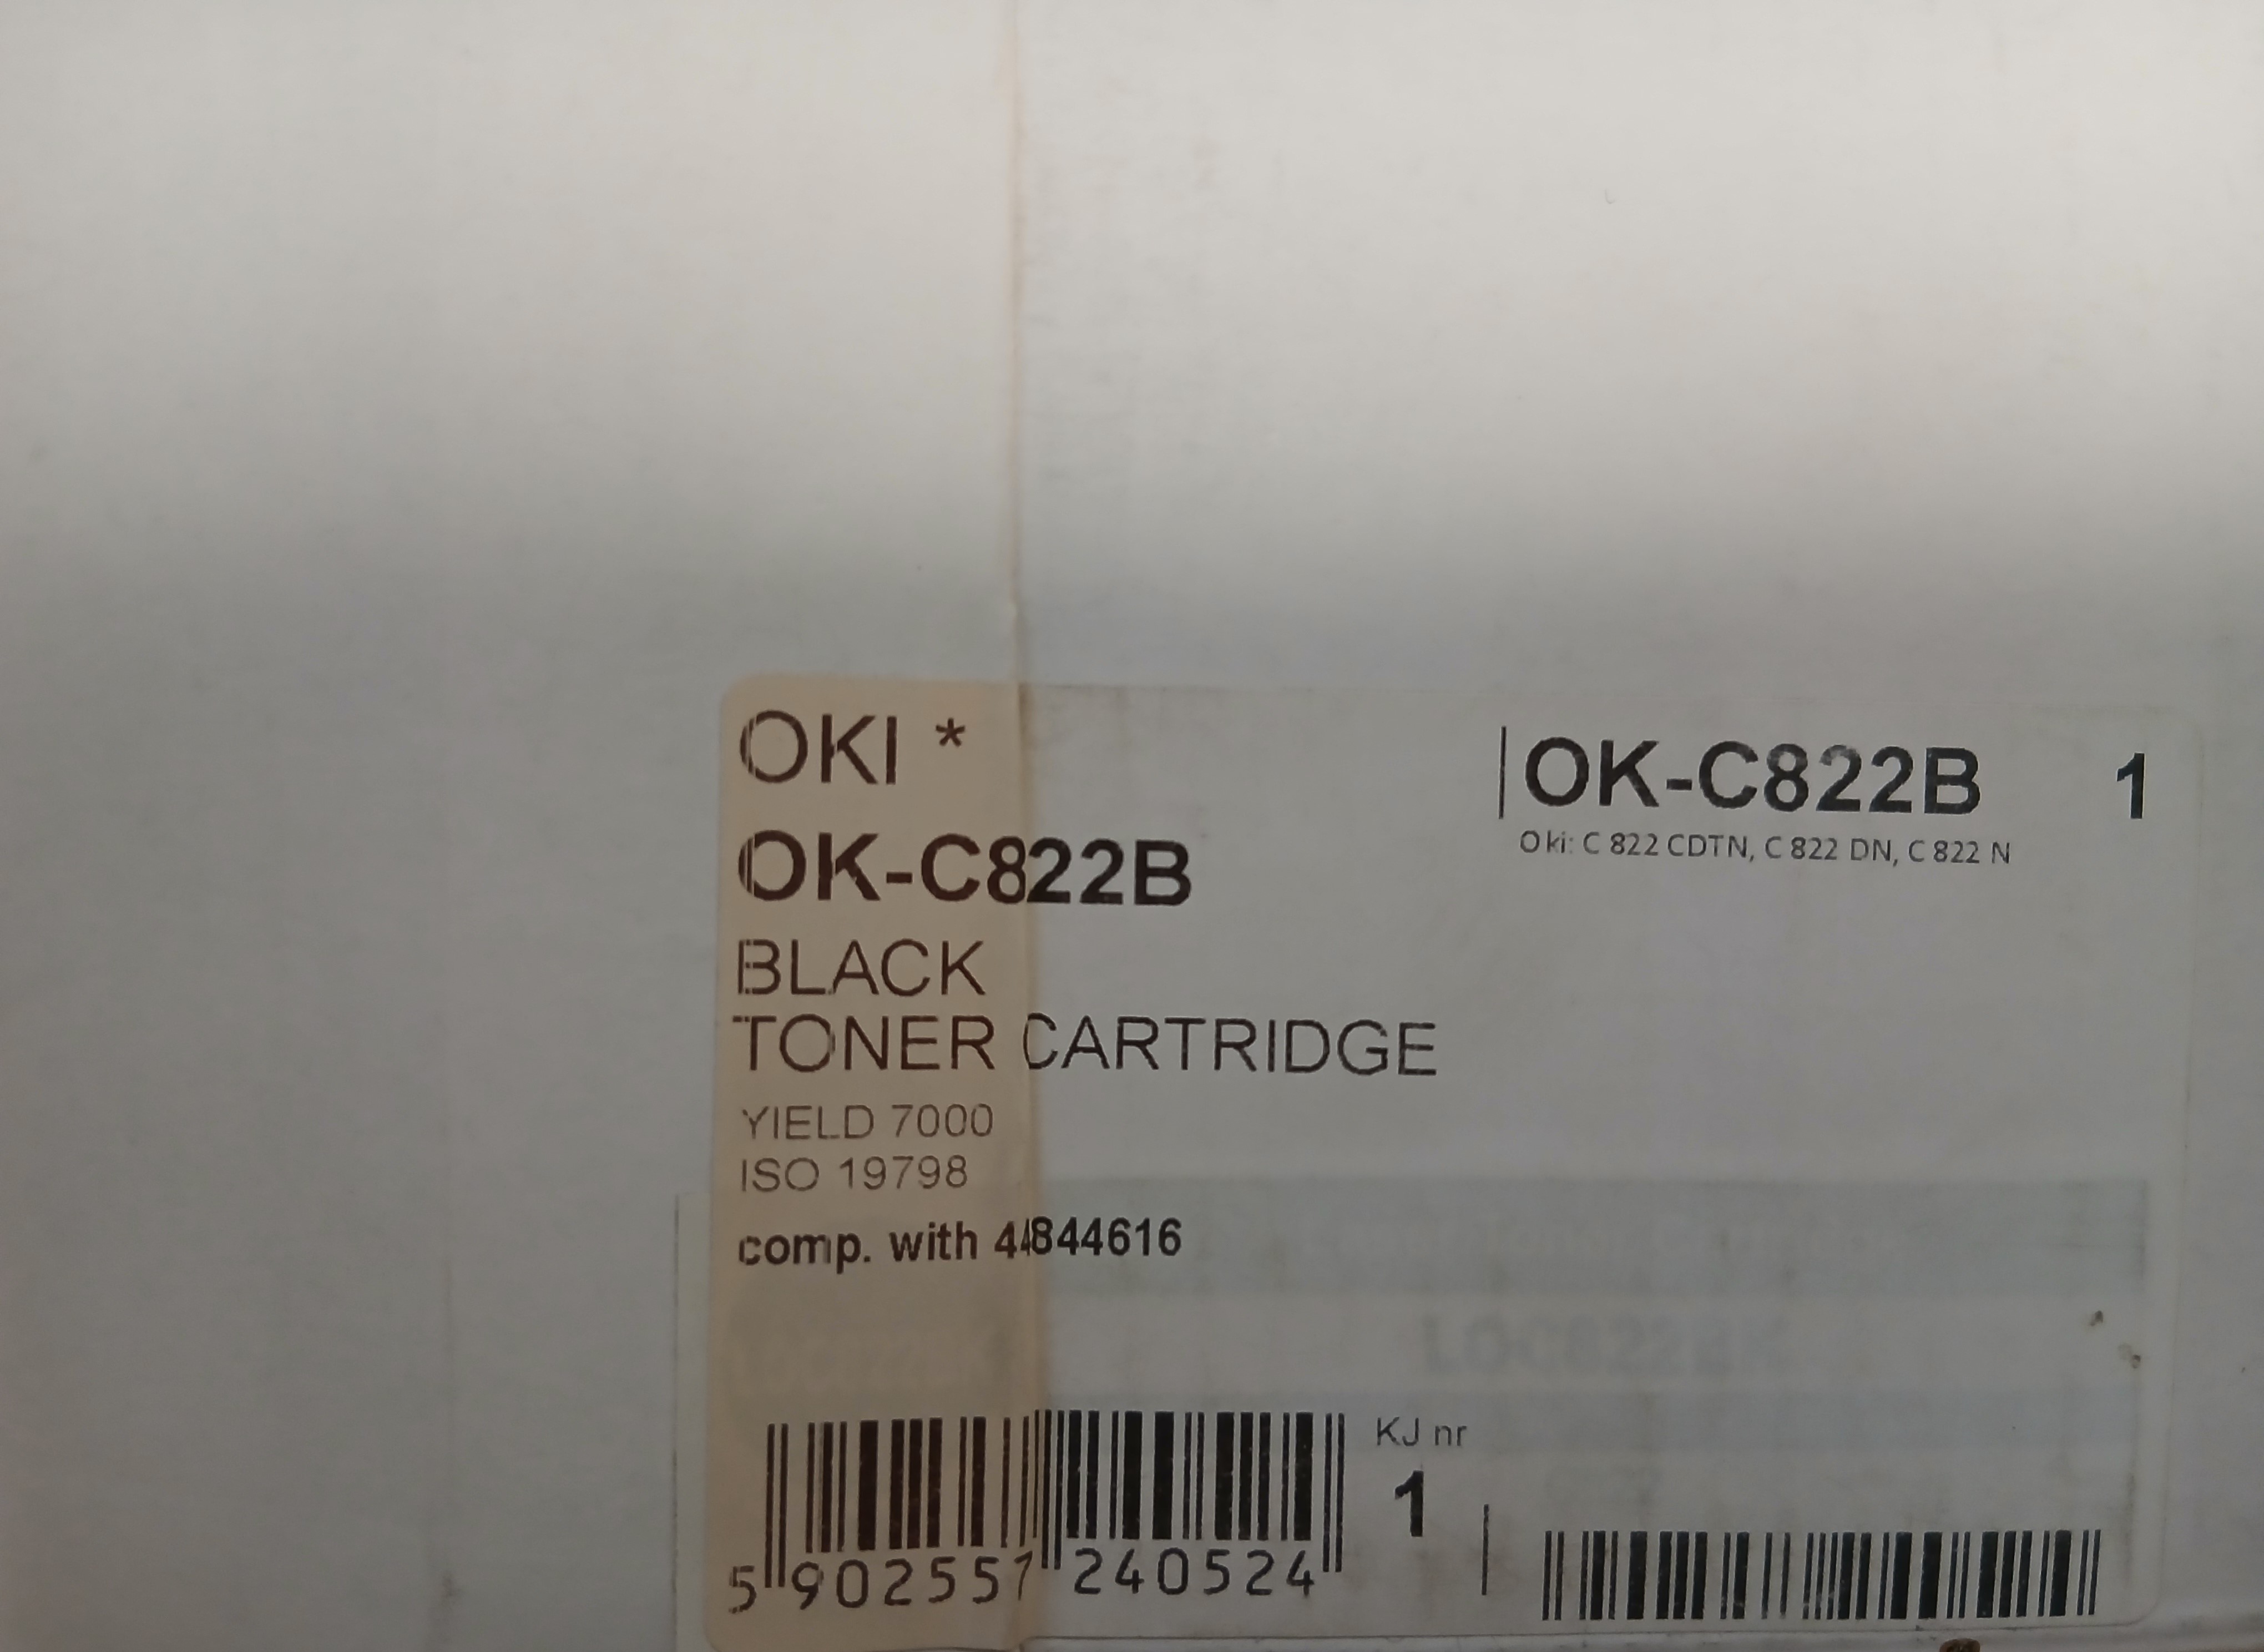 OKI *
OK-C822B
BLACK
TONER CARTRIDGE
YIELD 7000
ISO 19798
comp. with 44844616
5 902557 240524
KJ nr
1
OK-C822B 1
Oki: C 822 CDTN, C 822 DN, C 822 N